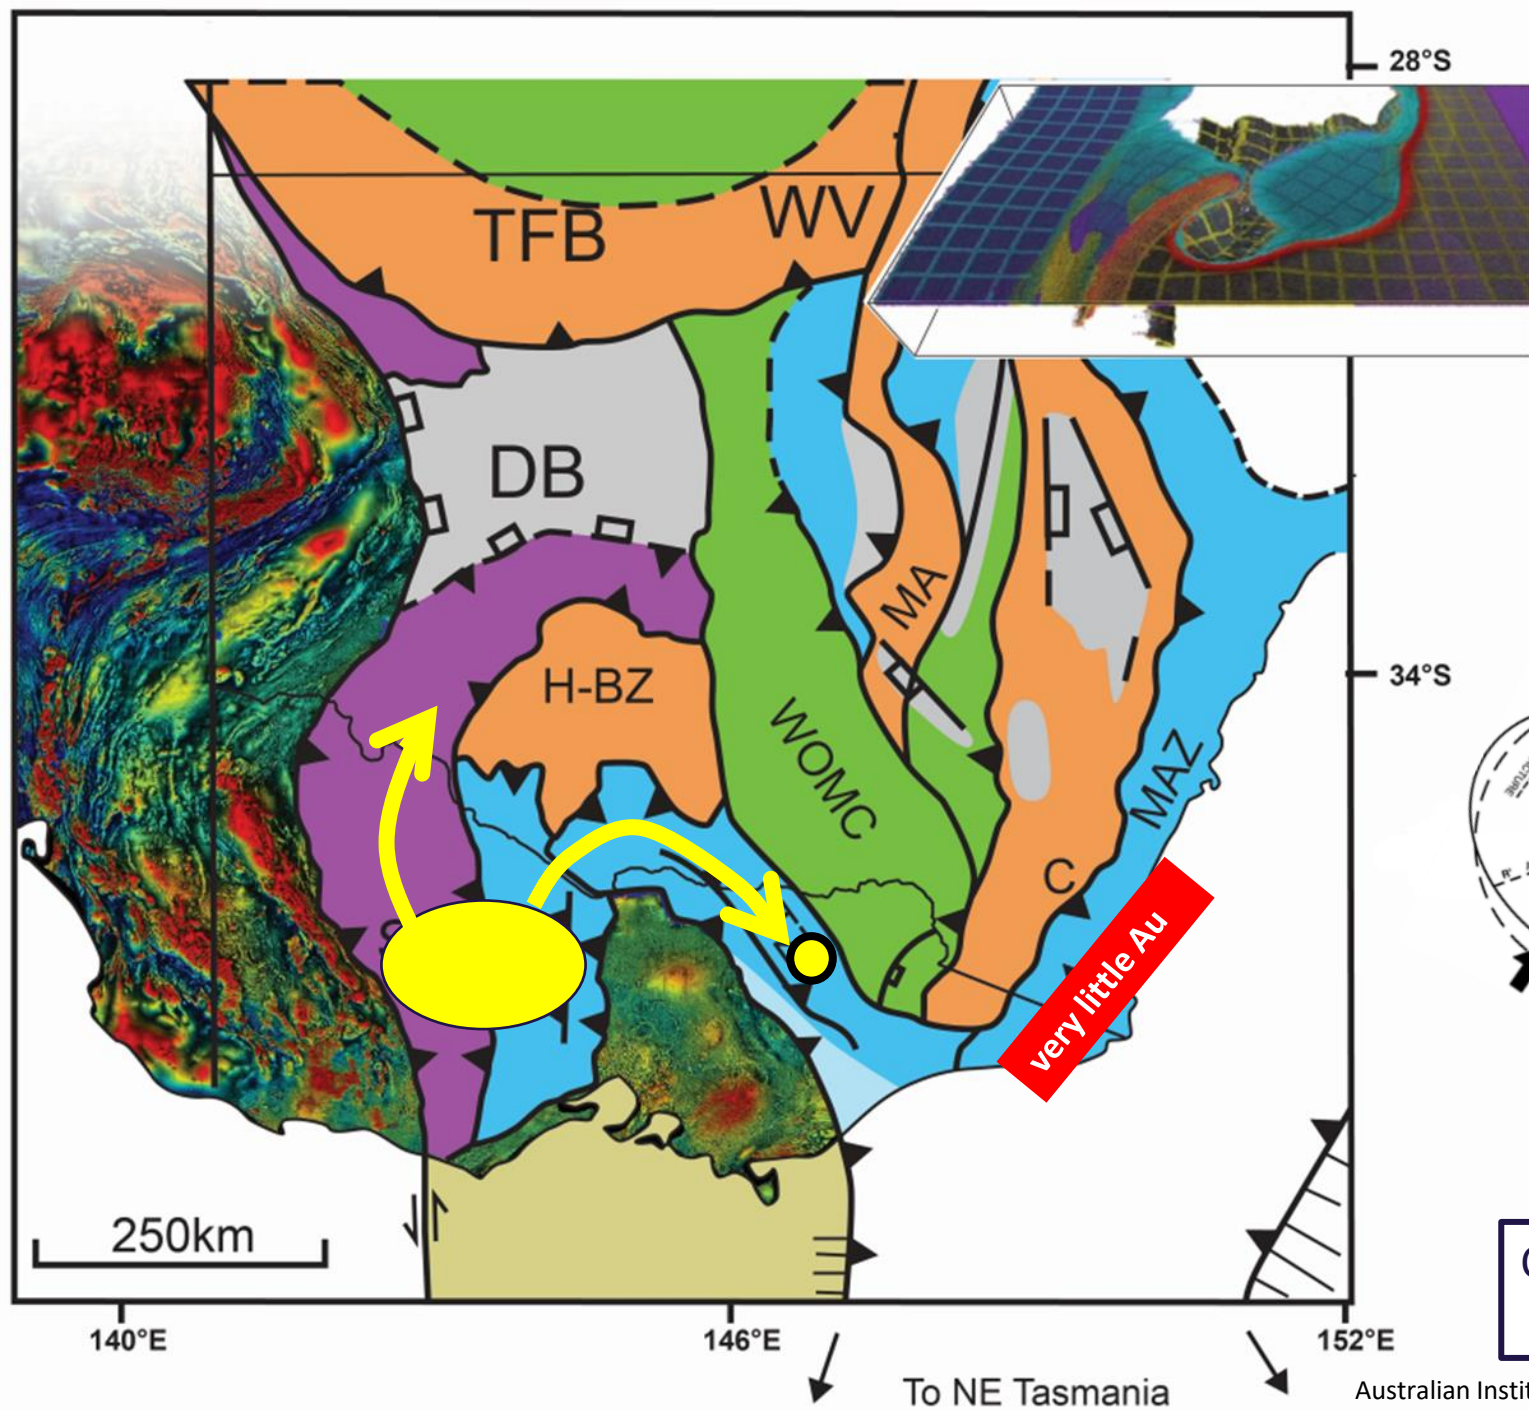 28°S
TFB
WV
DB
MA
34°S
H-BZ
WOMC
MAZ
C
very little Au
R'
250km
140°E
146°E
152°E
To NE Tasmania
Australian